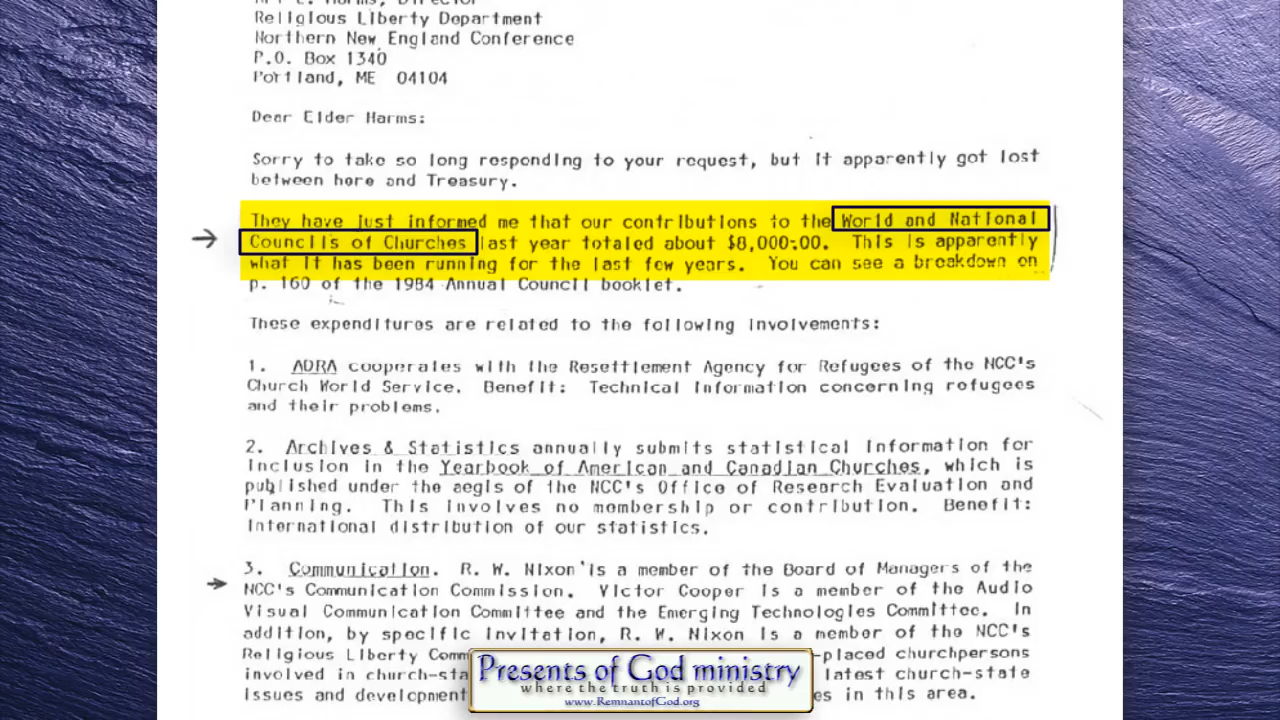 Religious Liberty Department
Northern New England Conference
P.O. Box 1340
Portland, ME 04104
Dear Elder Harms:
Sorry to take so long responding to your request, but it apparently got lost
between here and Treasury.
They have just informed me that our contributions to the World and National
Councils of Churches last year totaled about $8,000.00. This is apparently
what it has been running for the last few years. You can see a breakdown on
p. 160 of the 1984 Annual Council booklet.
These expenditures are related to the following involvements:
1. ADRA cooperates with the Resettlement Agency for Refugees of the NCC's
Church World Service. Benefit: Technical information concerning refugees
and their problems.
2. Archives & Statistics annually submits statistical information for
inclusion in the Yearbook of American and Canadian Churches, which is
published under the aegis of the NCC's Office of Research Evaluation and
Planning. This involves no membership or contribution. Benefit:
International distribution of our statistics.
3. Communication. R. W. Nixon is a member of the Board of Managers of the
NCC's Communication Commission. Victor Cooper is a member of the Audio
Visual Communication Committee and the Emerging Technologies Committee. In
addition, by specific invitation, R. W. Nixon is a member of the NCC's
Religious Liberty -placed churchpersons
involved in latest church-state
issues and in this area.
Presents of God ministry
where the truth is provided
www.RemnantofGod.org